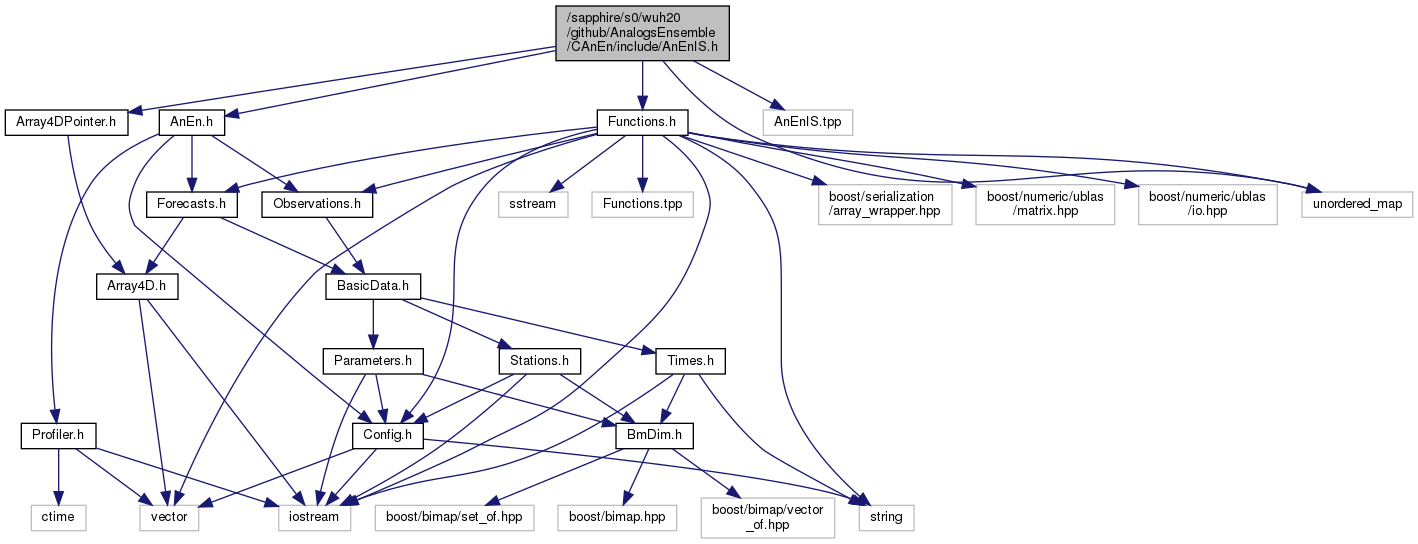 /sapphire/s0/wuh20
/github/AnalogsEnsemble
/CAnEn/include/AnEnIS.h
Array4DPointer.h
AnEn.h
Functions.h
AnEnIS.tpp
Forecasts.h
Observations.h
sstream
Functions.tpp
boost/serialization
/array_wrapper.hpp
boost/numeric/ublas
/matrix.hpp
boost/numeric/ublas
/io.hpp
unordered_map
Array4D.h
BasicData.h
Parameters.h
Stations.h
Times.h
Profiler.h
Config.h
BmDim.h
ctime
vector
iostream
boost/bimap/set_of.hpp
boost/bimap.hpp
boost/bimap/vector
_of.hpp
string